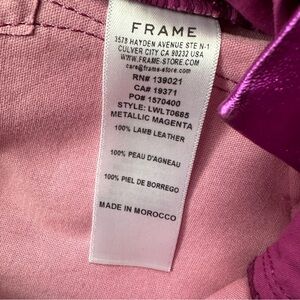 FRAME
3578 HAYDEN AVENUE STE N-1
CULVER CITY CA 90232 USA
WWW.FRAME-STORE.COM
care@frame-store.com
RN# 139021
CA# 19371
PO# 1570400
STYLE: LWLT0685
METALLIC MAGENTA
100% LAMB LEATHER
100% PEAU D'AGNEAU
100% PIEL DE BORREGO
MADE IN MOROCCO